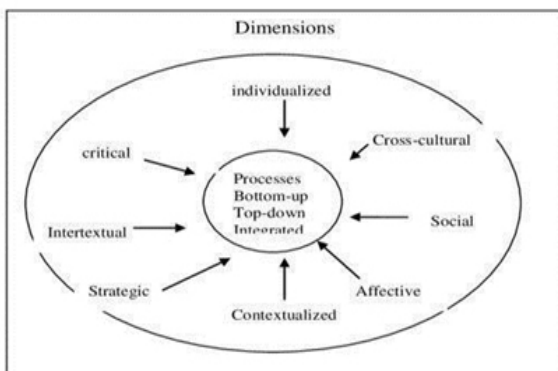 Dimensions
individualized
Cross-cultural
critical
Processes
Bottom-up
Top-down
Integrated
Social
Intertextual
Strategic
Affective
Contextualized